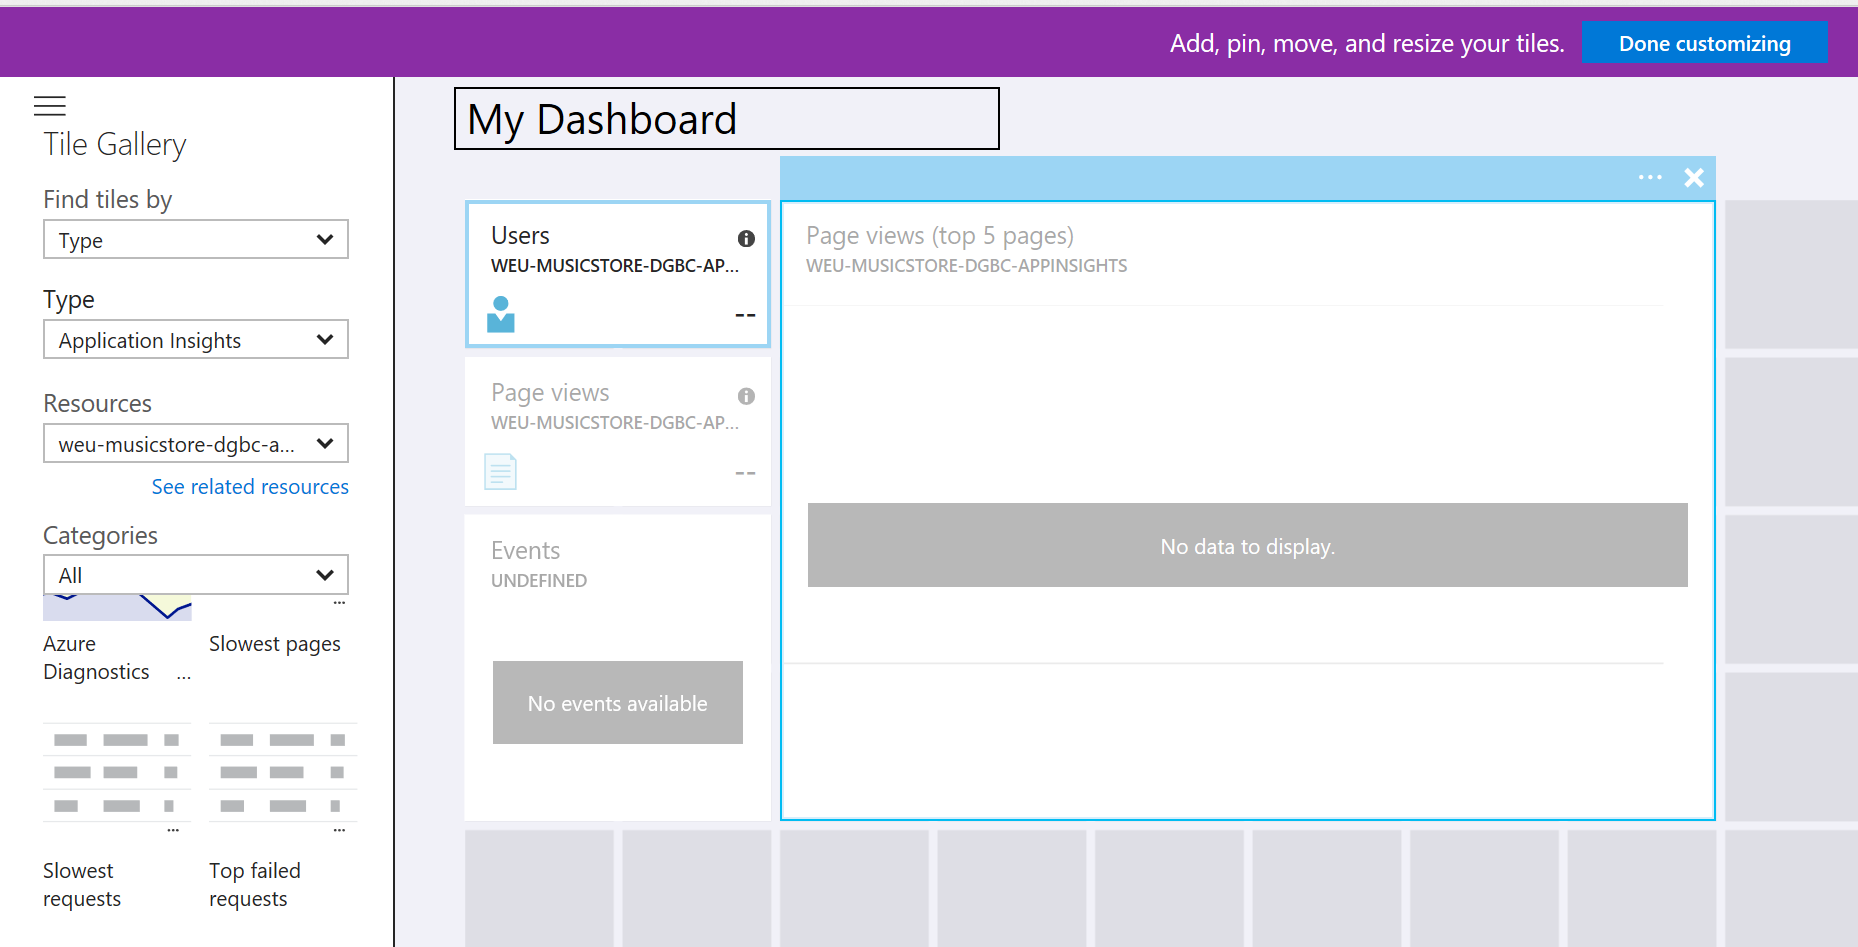 Add, pin, move, and resize your tiles.
Done customizing
Tile Gallery
Find tiles by
Type
Type
Application Insights
Resources
weu-musicstore-dgbc-a...
See related resources
Categories
All
...
Azure
Diagnostics ...
Slowest pages
...
...
Slowest
requests
Top failed
requests
My Dashboard
...
Users
WEU-MUSICSTORE-DGBC-AP...
--
Page views
WEU-MUSICSTORE-DGBC-AP...
--
Events
UNDEFINED
No events available
Page views (top 5 pages)
WEU-MUSICSTORE-DGBC-APPINSIGHTS
No data to display.